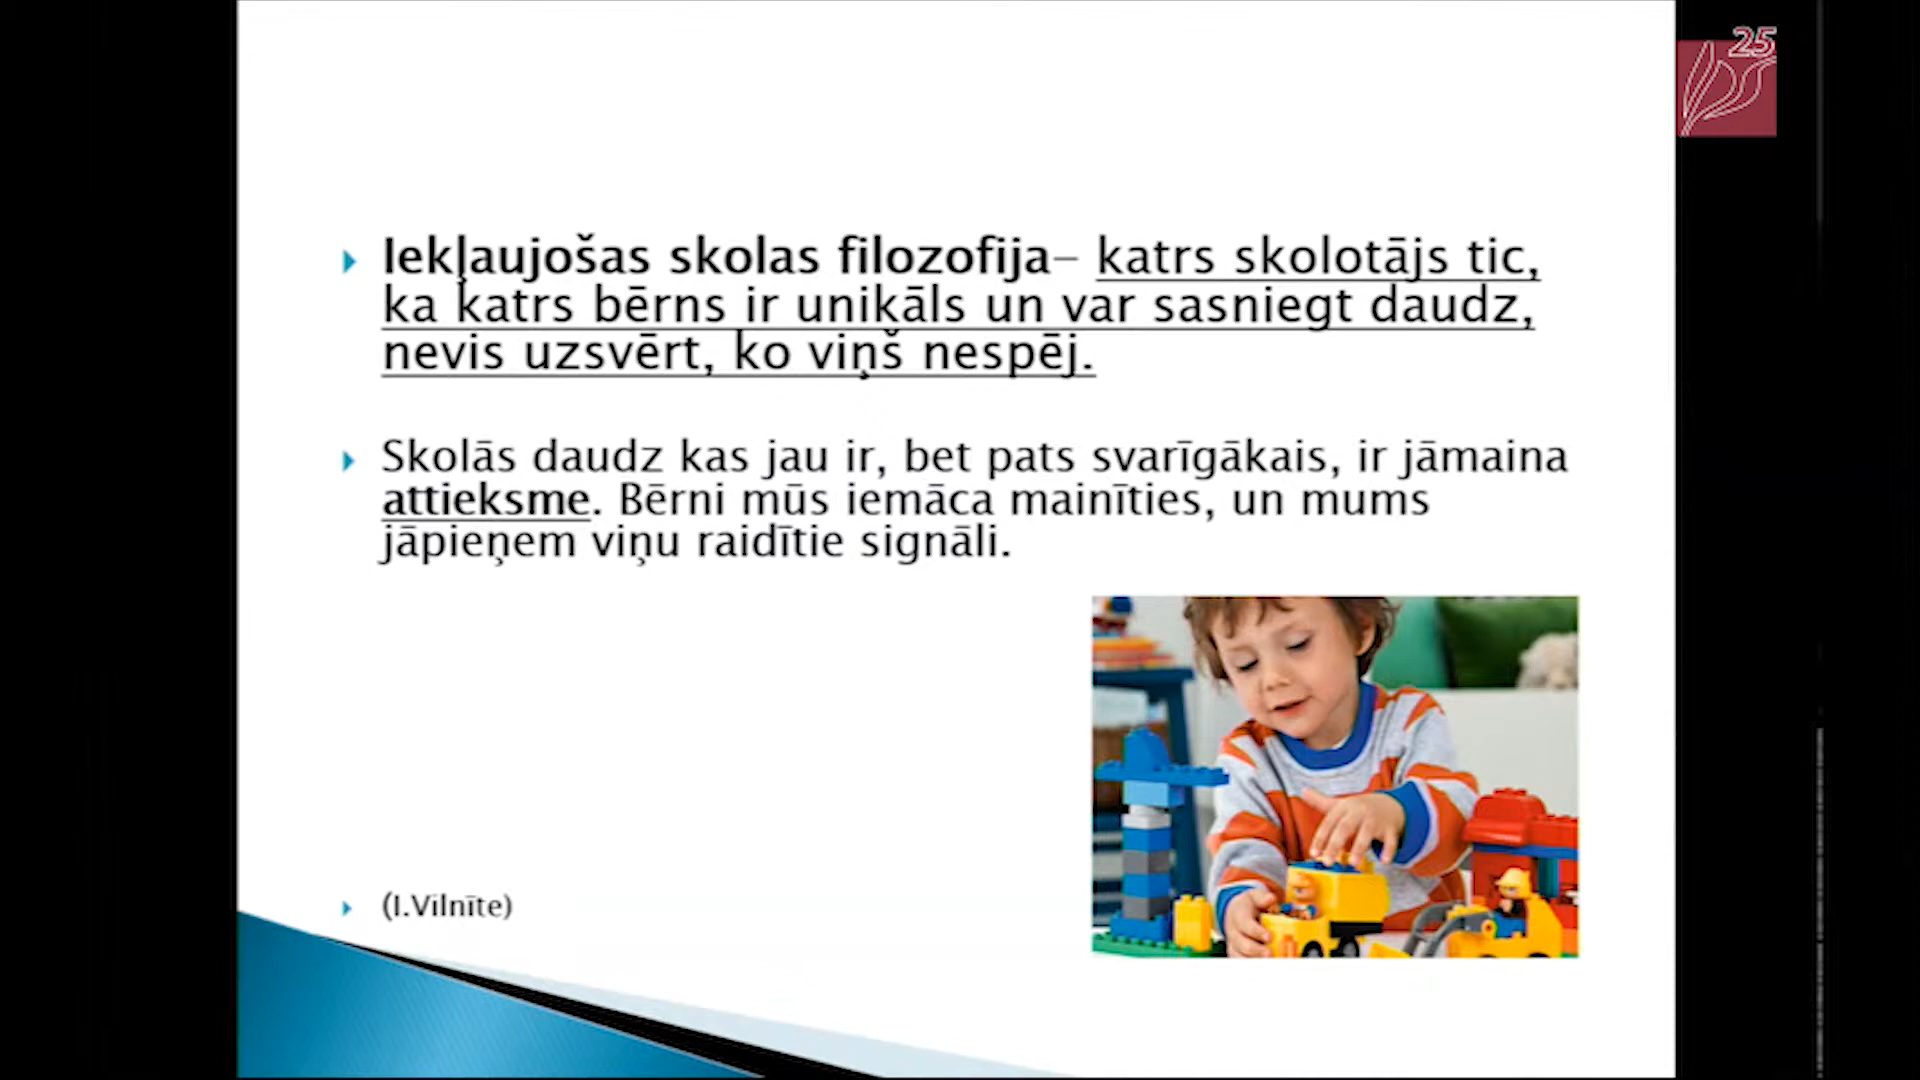 25
Iekļaujošas skolas filozofija– katrs skolotājs tic,
ka katrs bērns ir unikāls un var sasniegt daudz,
nevis uzsvērt, ko viņš nespēj.
Skolās daudz kas jau ir, bet pats svarīgākais, ir jāmaina
attieksme. Bērni mūs iemāca mainīties, un mums
jāpieņem viņu raidītie signāli.
(I.Vilnīte)